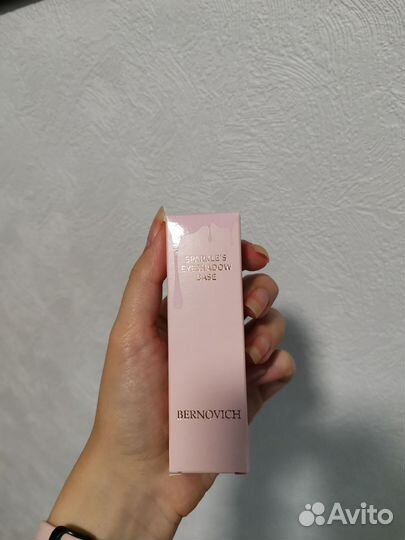 SPARKLE'S
EYESHADOW
BASE
BERNOVICH
Avito